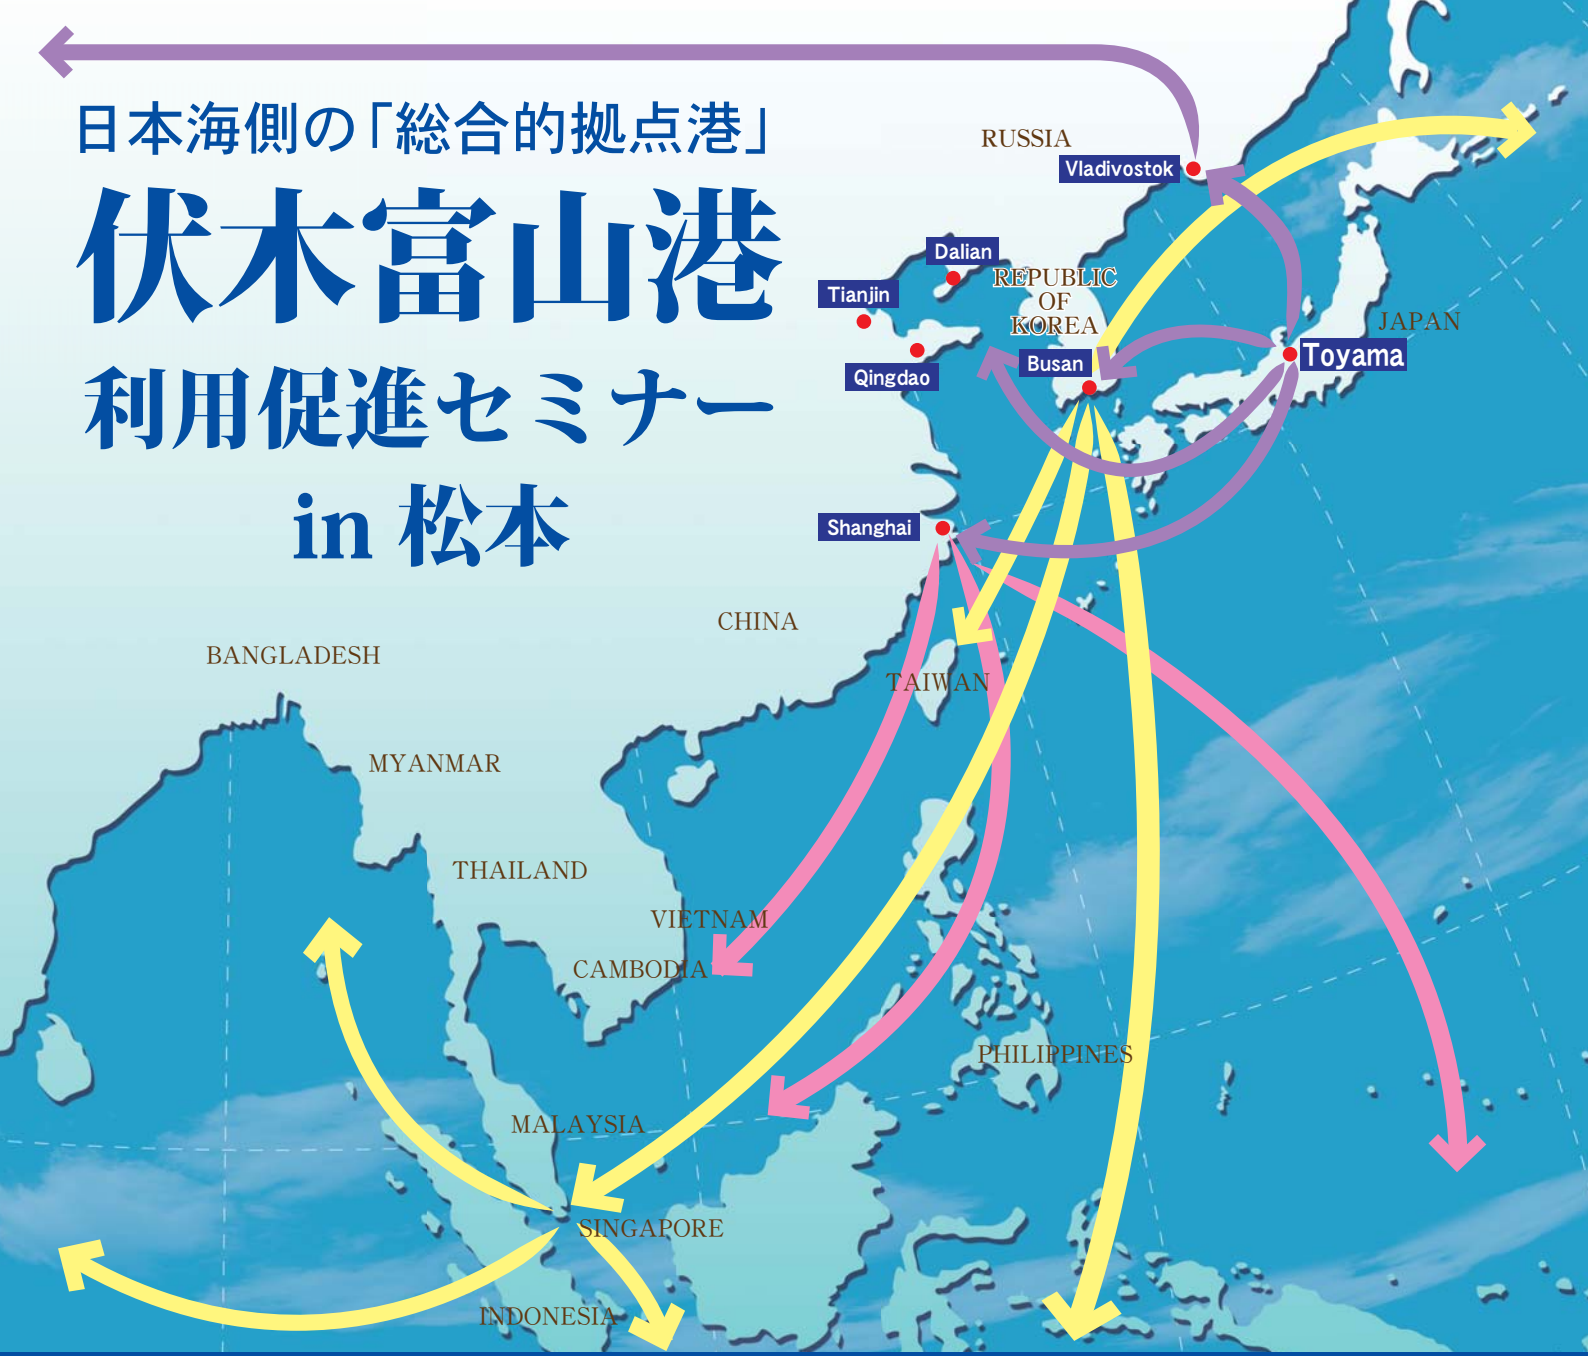 日本海側の「総合的拠点港」
伏木富山港
利用促進セミナー
in 松本
RUSSIA
Vladivostok
Dalian
REPUBLIC
OF
KOREA
Tianjin
JAPAN
Toyama
Busan
Qingdao
Shanghai
CHINA
BANGLADESH
TAIWAN
MYANMAR
THAILAND
VIETNAM
CAMBODIA
PHILIPPINES
MALAYSIA
SINGAPORE
INDONESIA